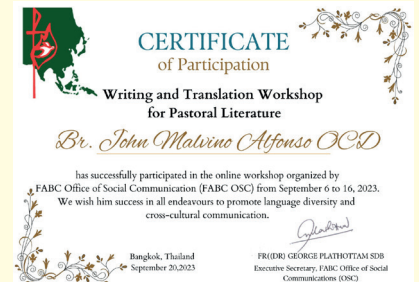 CERTIFICATE
of Participation
Writing and Translation Workshop
for Pastoral Literature
Br. John Malvino Alfonso OCD
has successfully participated in the online workshop organized by
FABC Office of Social Communication (FABC OSC) from September 6 to 16, 2023.
We wish him success in all endeavours to promote language diversity and
cross-cultural communication.
Bangkok, Thailand
September 20,2023
FR((DR) GEORGE PLATHOTTAM SDB
Executive Secretary, FABC Office of Social
Communications (OSC)